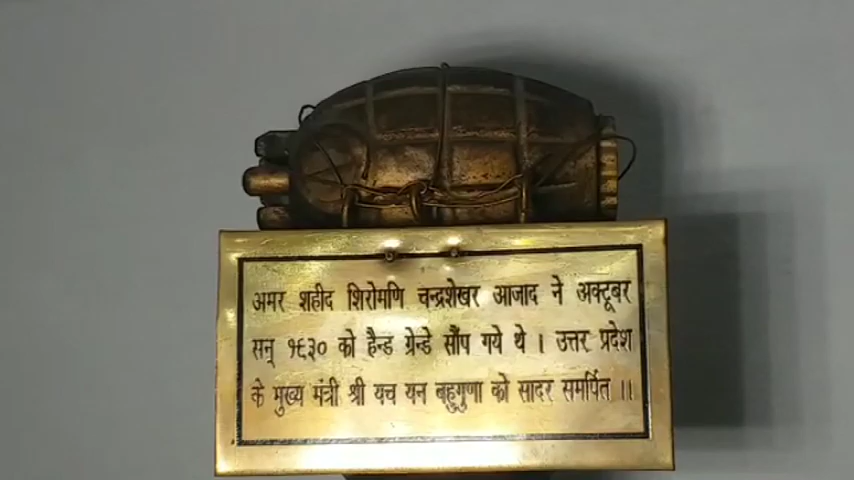 अमर शहीद शिरोमणि चन्द्रशेखर आजाद ने अक्टूबर
सन् १९३० को हैन्ड ग्रेन्डे सौंप गये थे । उत्तर प्रदेश
के मुख्य मंत्री श्री यच यन बहुगुणा को सादर समर्पित ।।